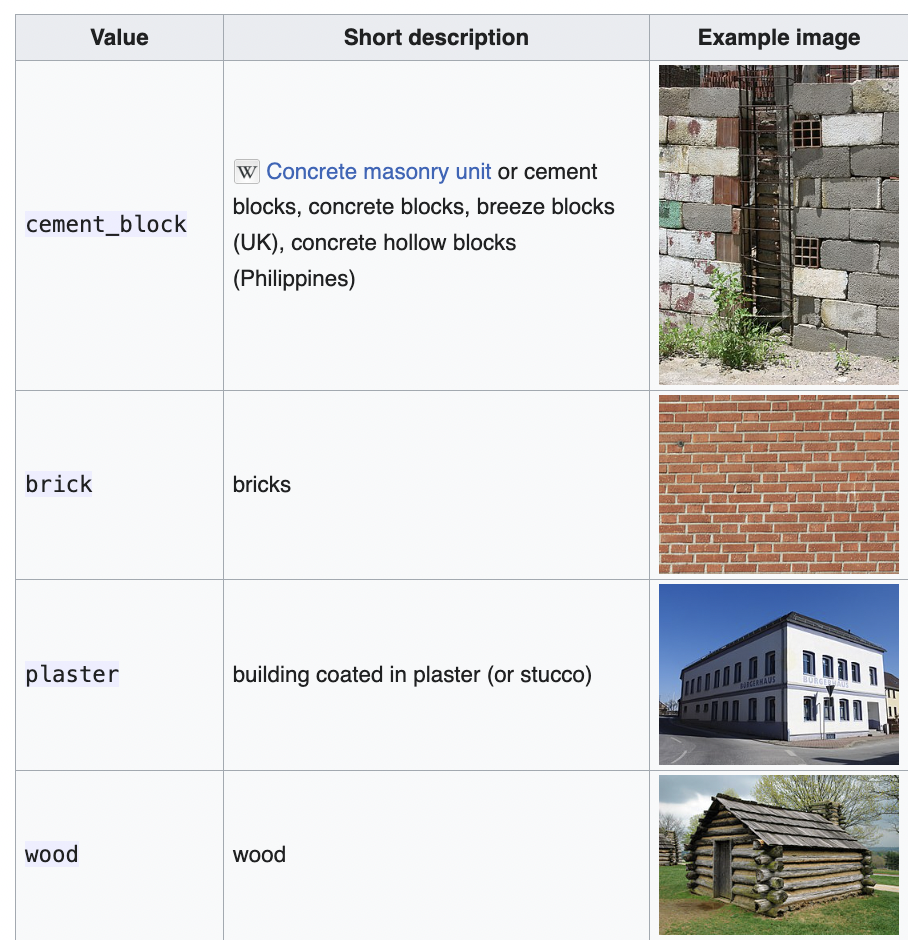 Value
Short description
Example image
cement_block
W Concrete masonry unit or cement
blocks, concrete blocks, breeze blocks
(UK), concrete hollow blocks
(Philippines)
brick
bricks
plaster
building coated in plaster (or stucco)
BÜRGERHAUS
BÜRGERHAUS
wood
wood